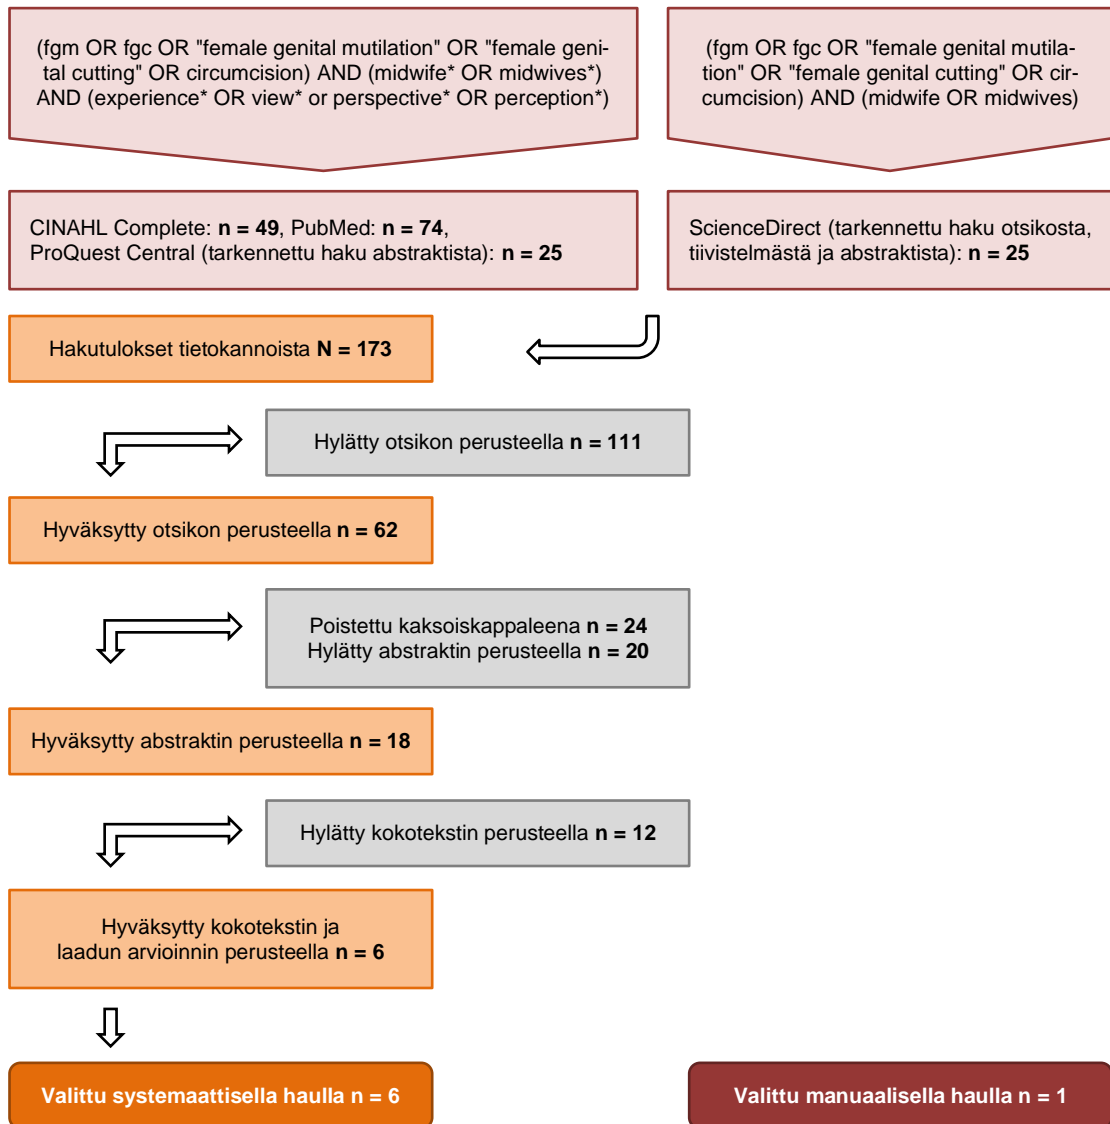 (fgm OR fgc OR "female genital mutilation" OR "female geni-
tal cutting" OR circumcision) AND (midwife* OR midwives*)
AND (experience* OR view* or perspective* OR perception*)
(fgm OR fgc OR "female genital mutila-
tion" OR "female genital cutting" OR cir-
cumcision) AND (midwife OR midwives)
CINAHL Complete: n = 49, PubMed: n = 74,
ProQuest Central (tarkennettu haku abstraktista): n = 25
ScienceDirect (tarkennettu haku otsikosta,
tiivistelmästä ja abstraktista): n = 25
Hakutulokset tietokannoista N = 173
Hylätty otsikon perusteella n = 111
Hyväksytty otsikon perusteella n = 62
Poistettu kaksoiskappaleena n = 24
Hylätty abstraktin perusteella n = 20
Hyväksytty abstraktin perusteella n = 18
Hylätty kokotekstin perusteella n = 12
Hyväksytty kokotekstin ja
laadun arvioinnin perusteella n = 6
Valittu systemaattisella haulla n = 6
Valittu manuaalisella haulla n = 1